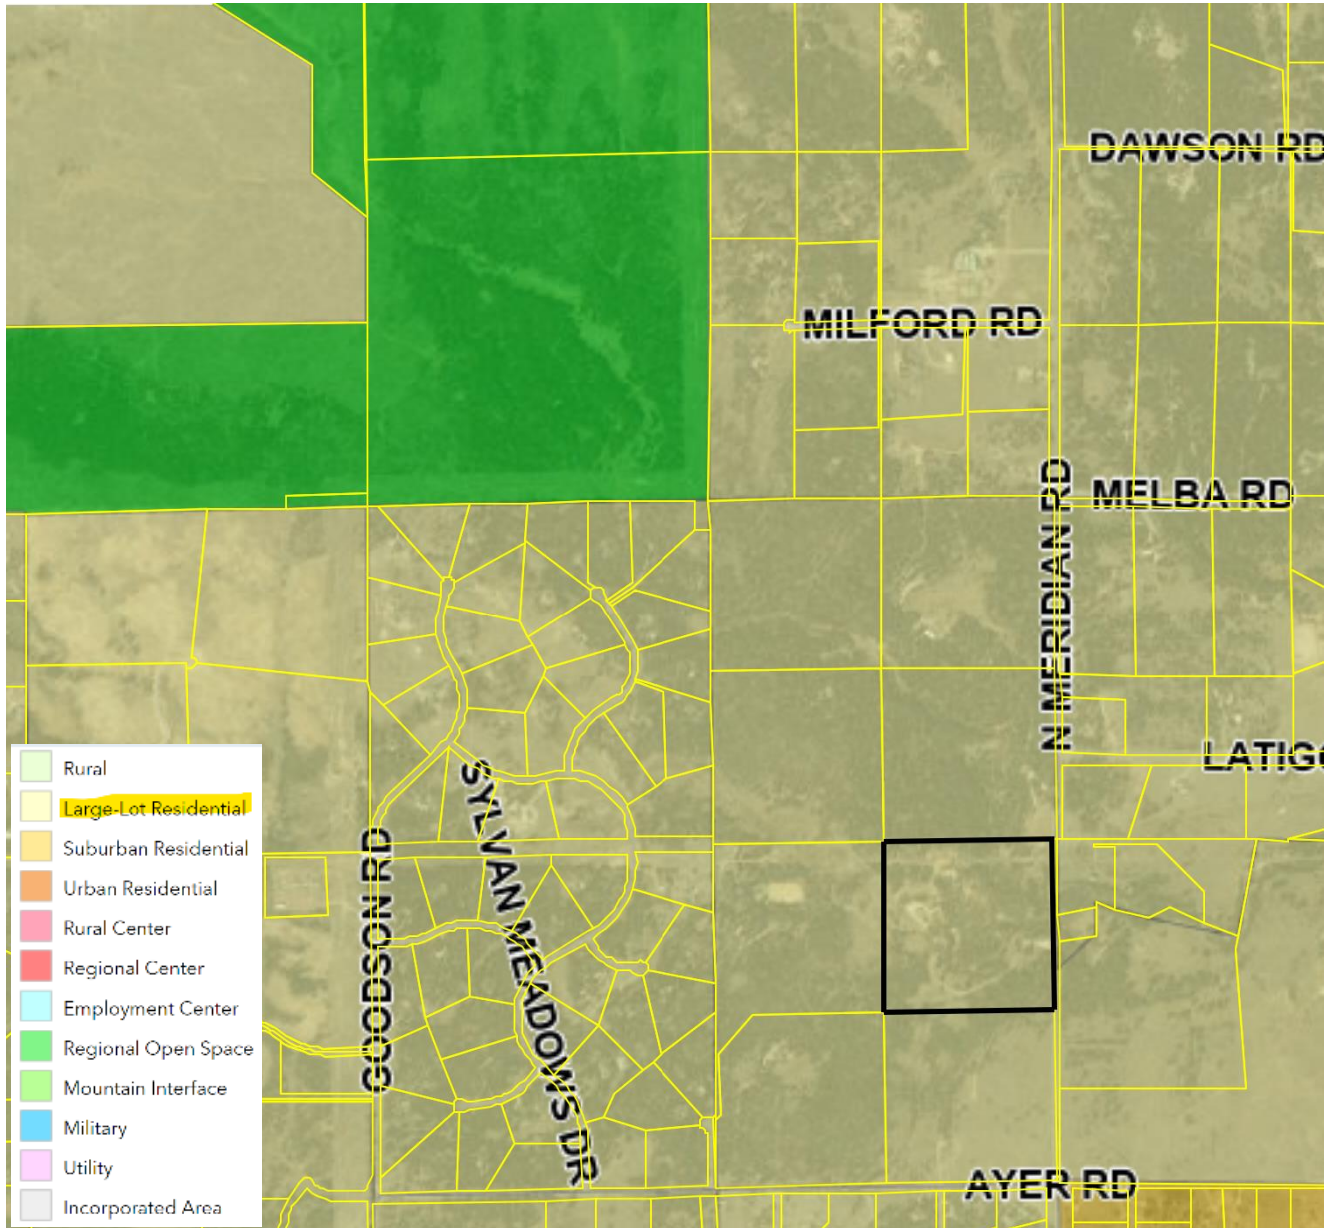 DAWSON RD
MILFORD RD
MELBA RD
N MERIDIAN RD
LATIGO
SYLVAN MEADOWS DR
GOODSON RD
AYER RD
Rural
Large-Lot Residential
Suburban Residential
Urban Residential
Rural Center
Regional Center
Employment Center
Regional Open Space
Mountain Interface
Military
Utility
Incorporated Area